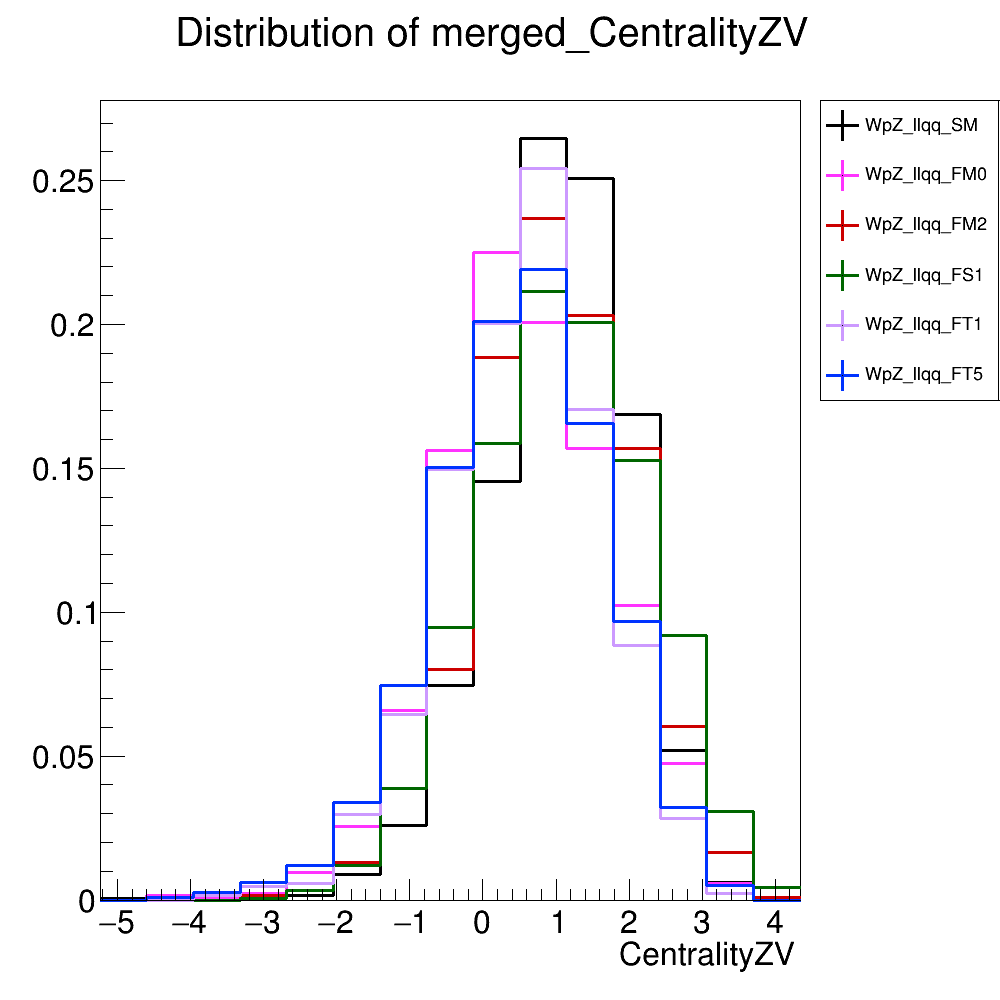 Distribution of merged_CentralityZV
WpZ_llqq_SM
WpZ_llqq_FM0
WpZ_llqq_FM2
WpZ_llqq_FS1
WpZ_llqq_FT1
WpZ_llqq_FT5
0.25
0.2
0.15
0.1
0.05
0
−5 −4 −3 −2 −1 0 1 2 3 4
CentralityZV